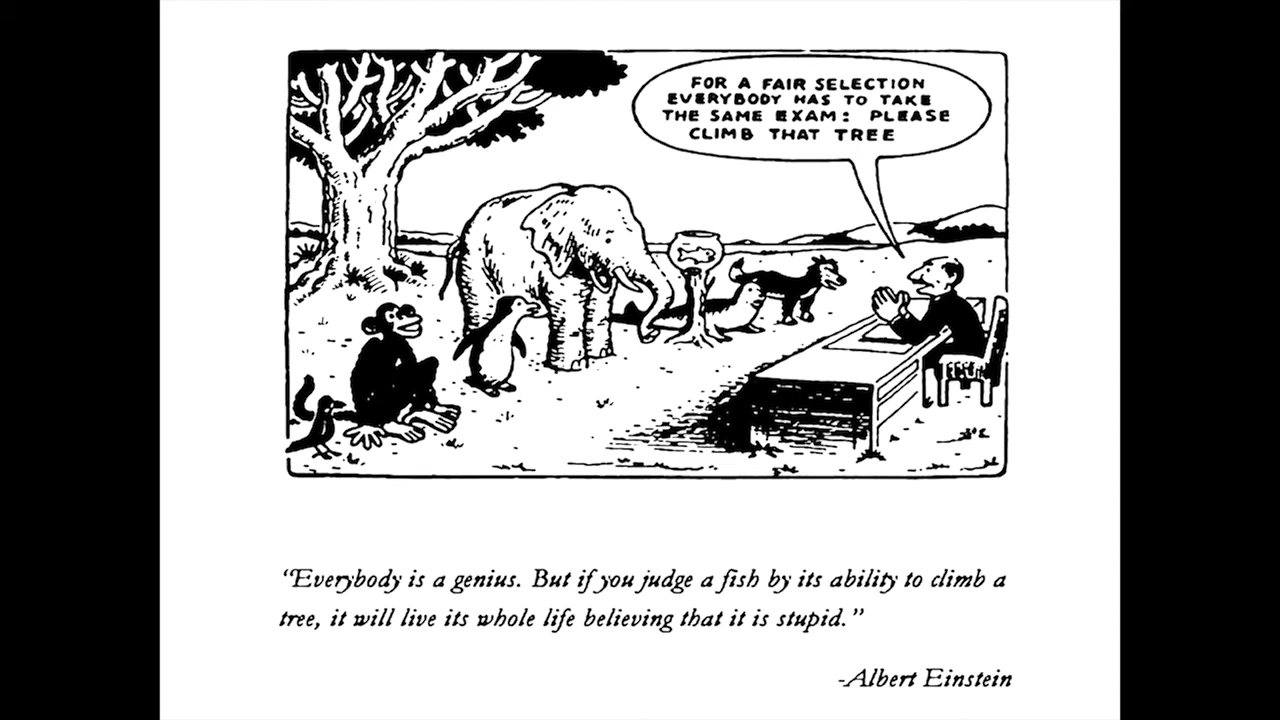 FOR A FAIR SELECTION
EVERYBODY HAS TO TAKE
THE SAME EXAM: PLEASE
CLIMB THAT TREE
“Everybody is a genius. But if you judge a fish by its ability to climb a
tree, it will live its whole life believing that it is stupid.”
-Albert Einstein